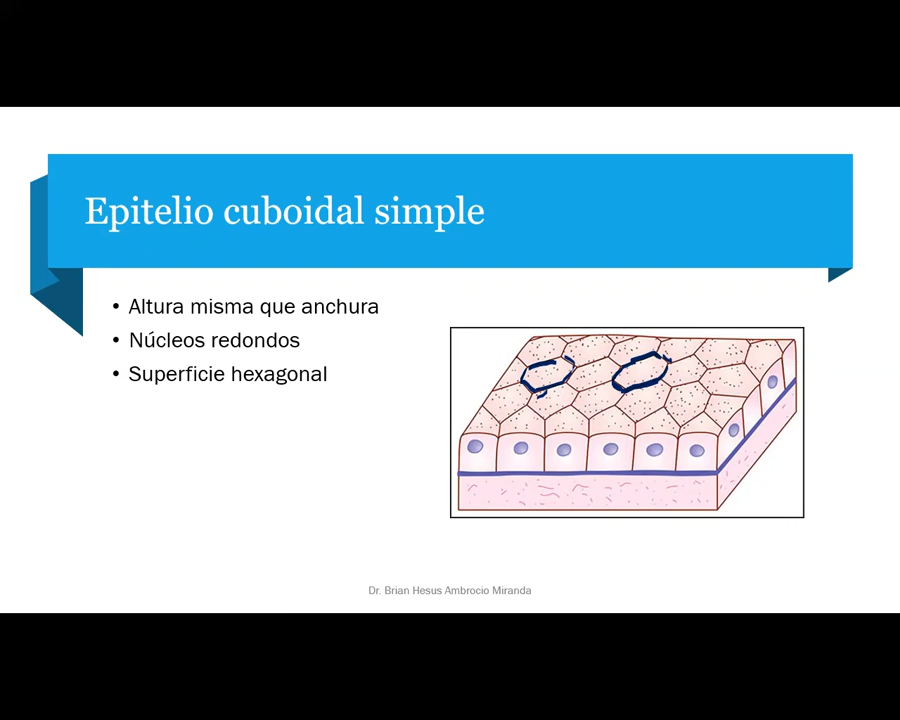 Epitelio cuboidal simple
• Altura misma que anchura
• Núcleos redondos
• Superficie hexagonal
Dr. Brian Hesus Ambrocio Miranda